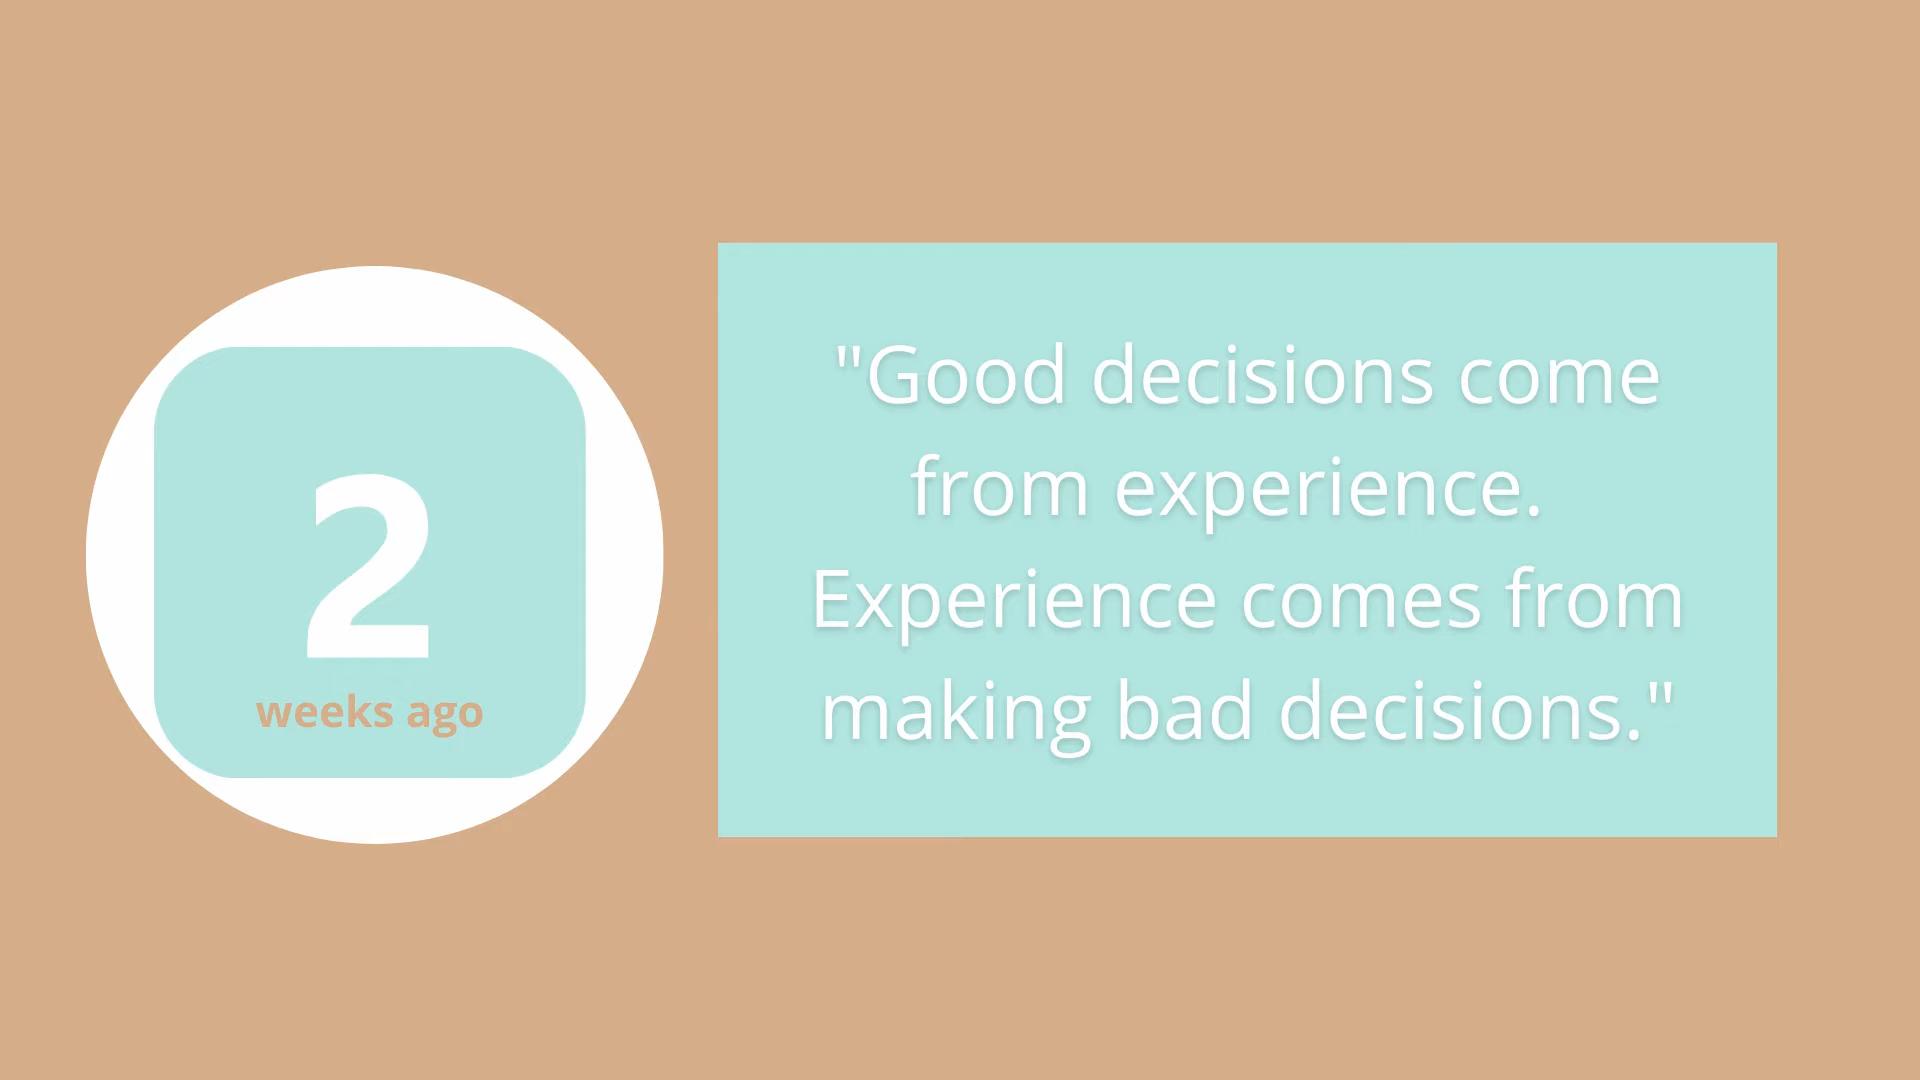 2
weeks ago
"Good decisions come
from experience.
Experience comes from
making bad decisions."